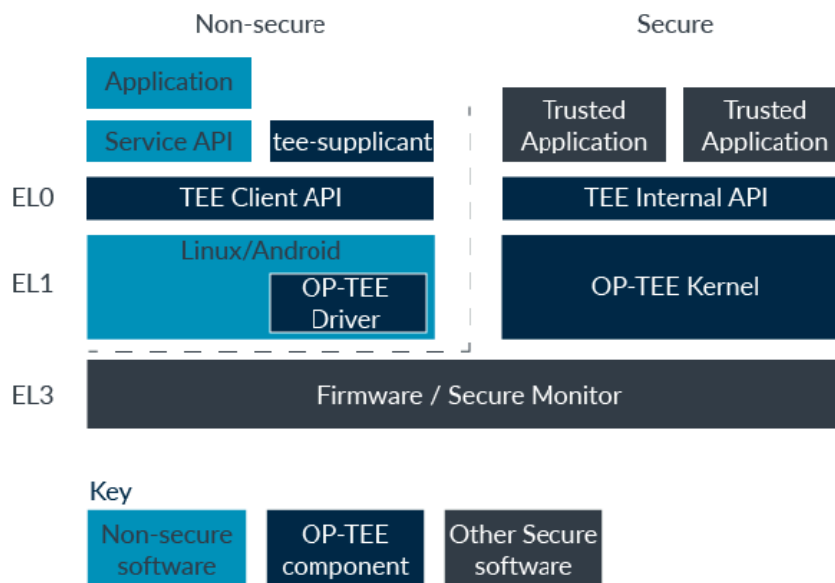 Non-secure
Secure
Application
Trusted
Application
Trusted
Application
Service API
tee-supplicant
EL0
TEE Client API
TEE Internal API
Linux/Android
EL1
OP-TEE
Driver
OP-TEE Kernel
EL3
Firmware / Secure Monitor
Key
Non-secure
software
OP-TEE
component
Other Secure
software